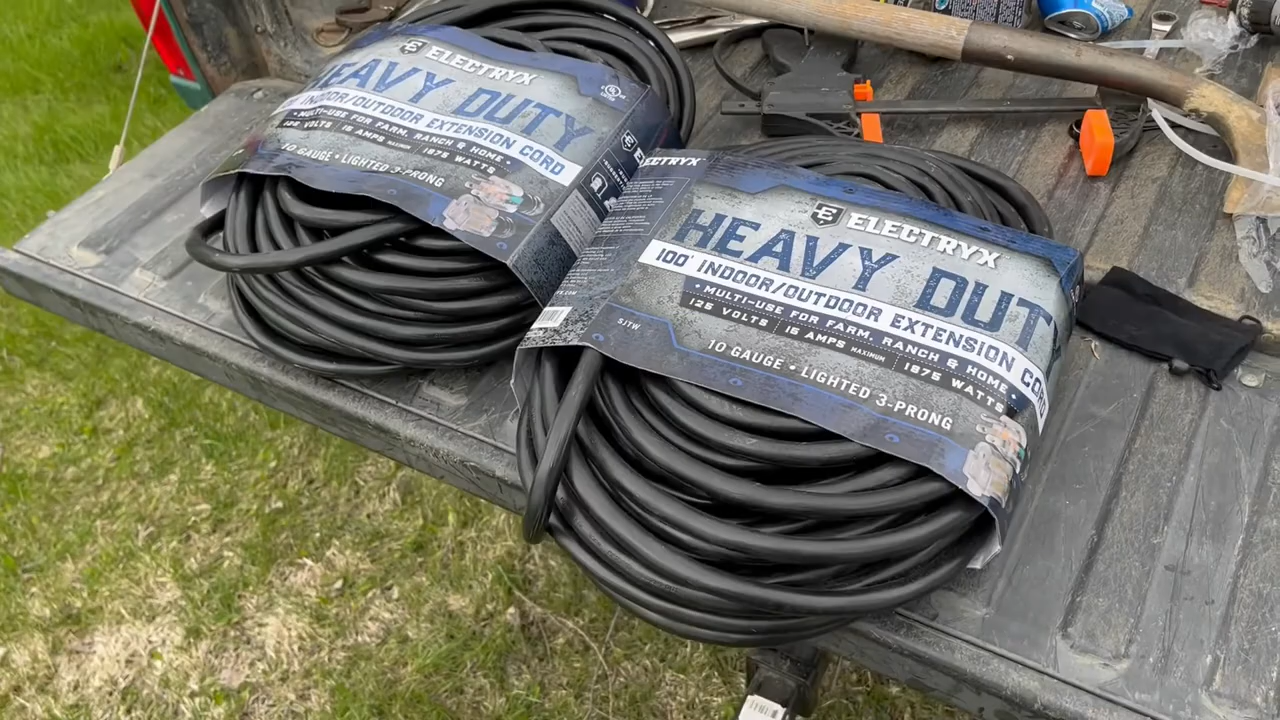 ELECTRYX
HEAVY DUTY
INDOOR/OUTDOOR EXTENSION CORD
• MULTI-USE FOR FARM, RANCH & HOME •
125 VOLTS 15 AMPS MAXIMUM 1875 WATTS
10 GAUGE • LIGHTED 3-PRONG
ELECTRYX
ELECTRYX
HEAVY DUTY
100' INDOOR/OUTDOOR EXTENSION CORD
• MULTI-USE FOR FARM, RANCH & HOME •
125 VOLTS 15 AMPS MAXIMUM 1875 WATTS
SJTW
10 GAUGE • LIGHTED 3-PRONG